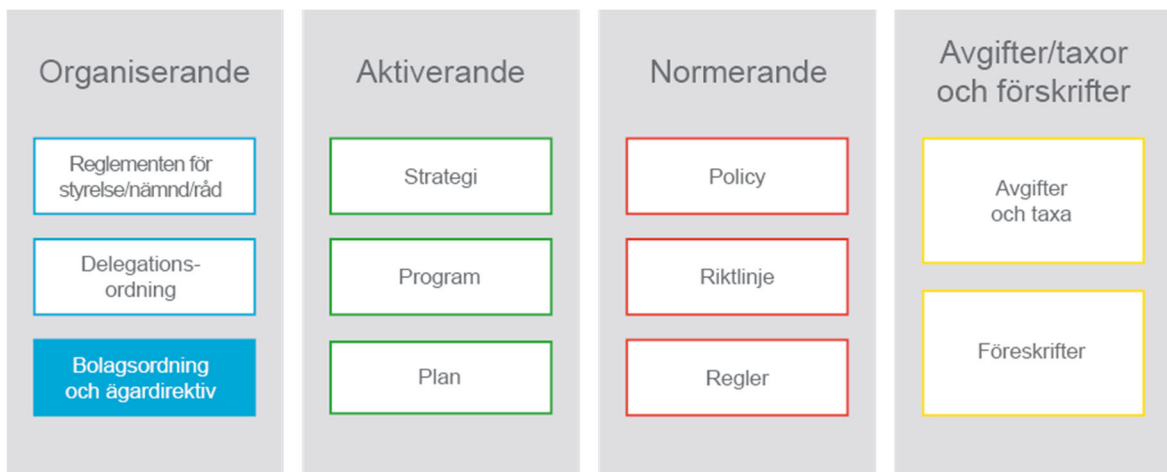 Organiserande
Reglementen för
styrelse/nämnd/råd
Delegations-
ordning
Bolagsordning
och ägardirektiv
Aktiverande
Strategi
Program
Plan
Normerande
Policy
Riktlinje
Regler
Avgifter/taxor
och förskrifter
Avgifter
och taxa
Föreskrifter